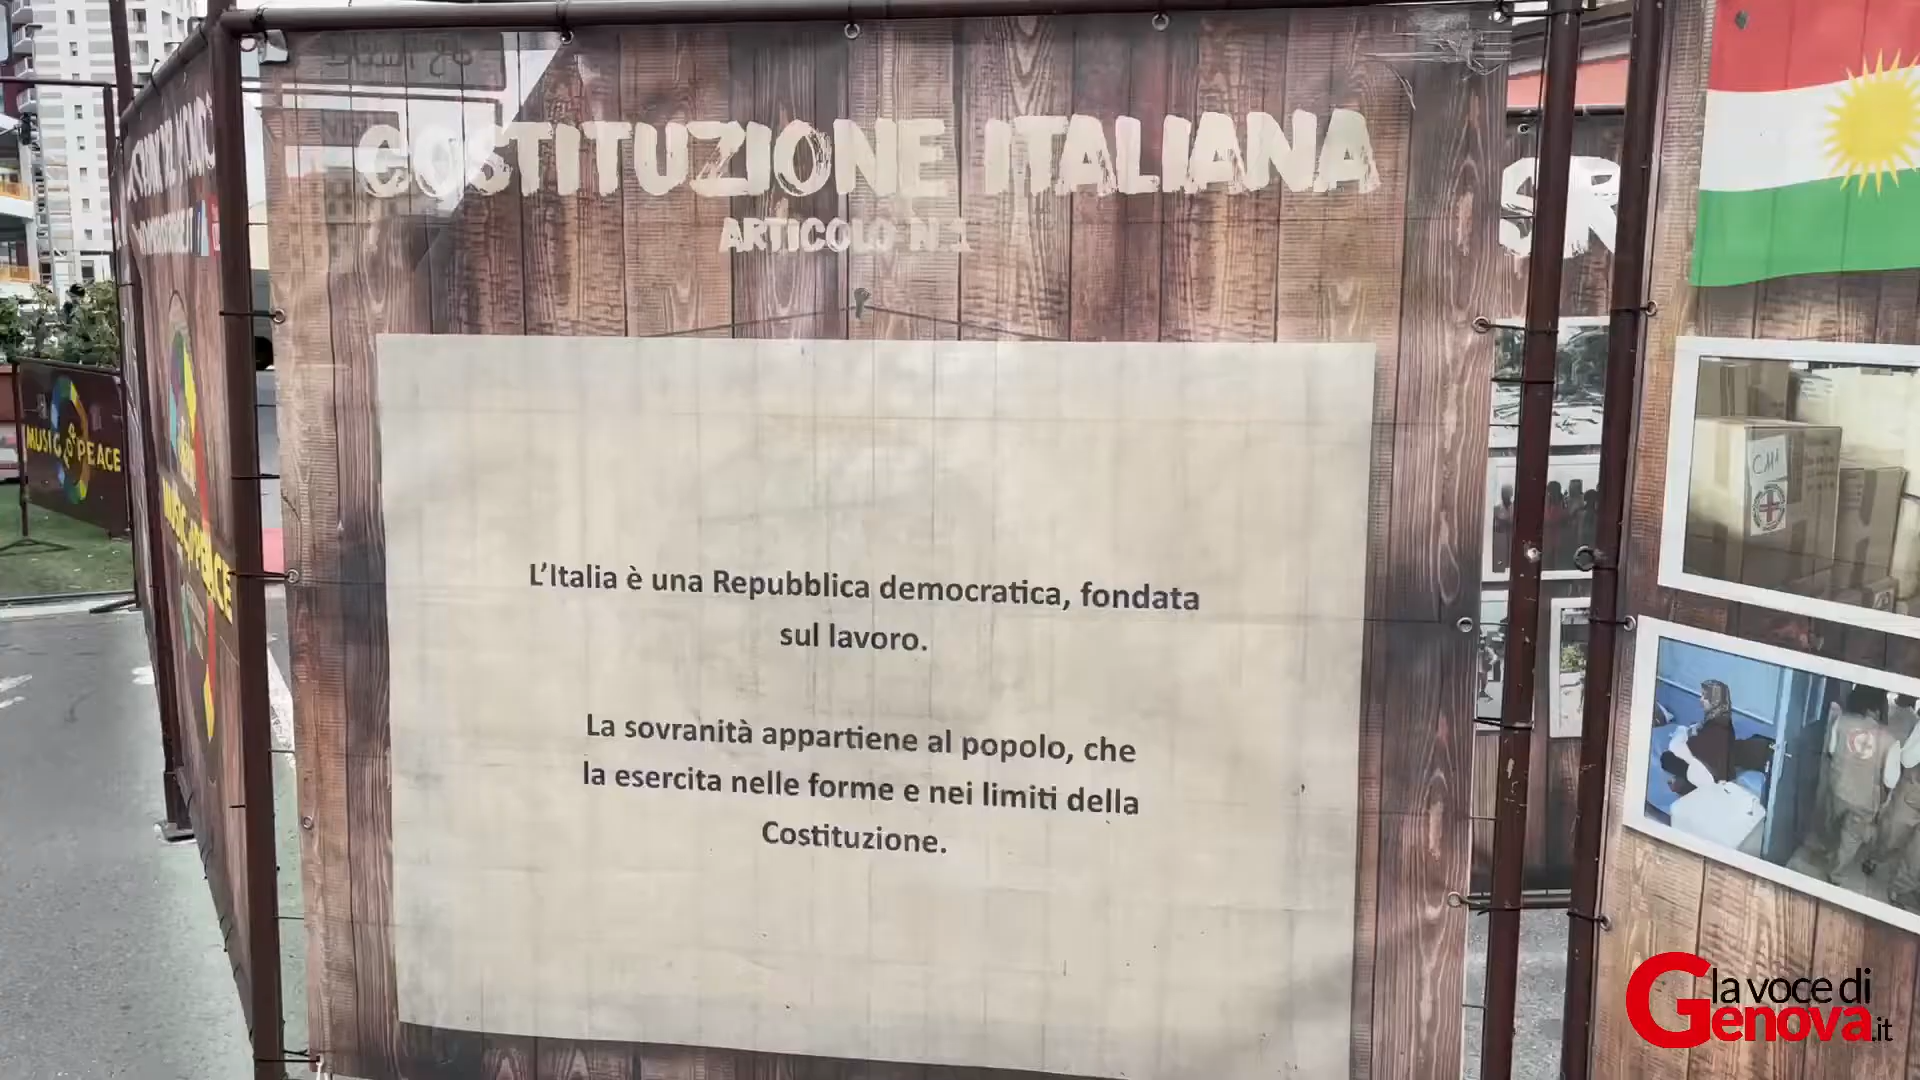 COSTITUZIONE ITALIANA
ARTICOLO N 1
L'Italia è una Repubblica democratica, fondata
sul lavoro.
La sovranità appartiene al popolo, che
la esercita nelle forme e nei limiti della
Costituzione.
MUSIC PEACE
SR
la voce di
Genova.it